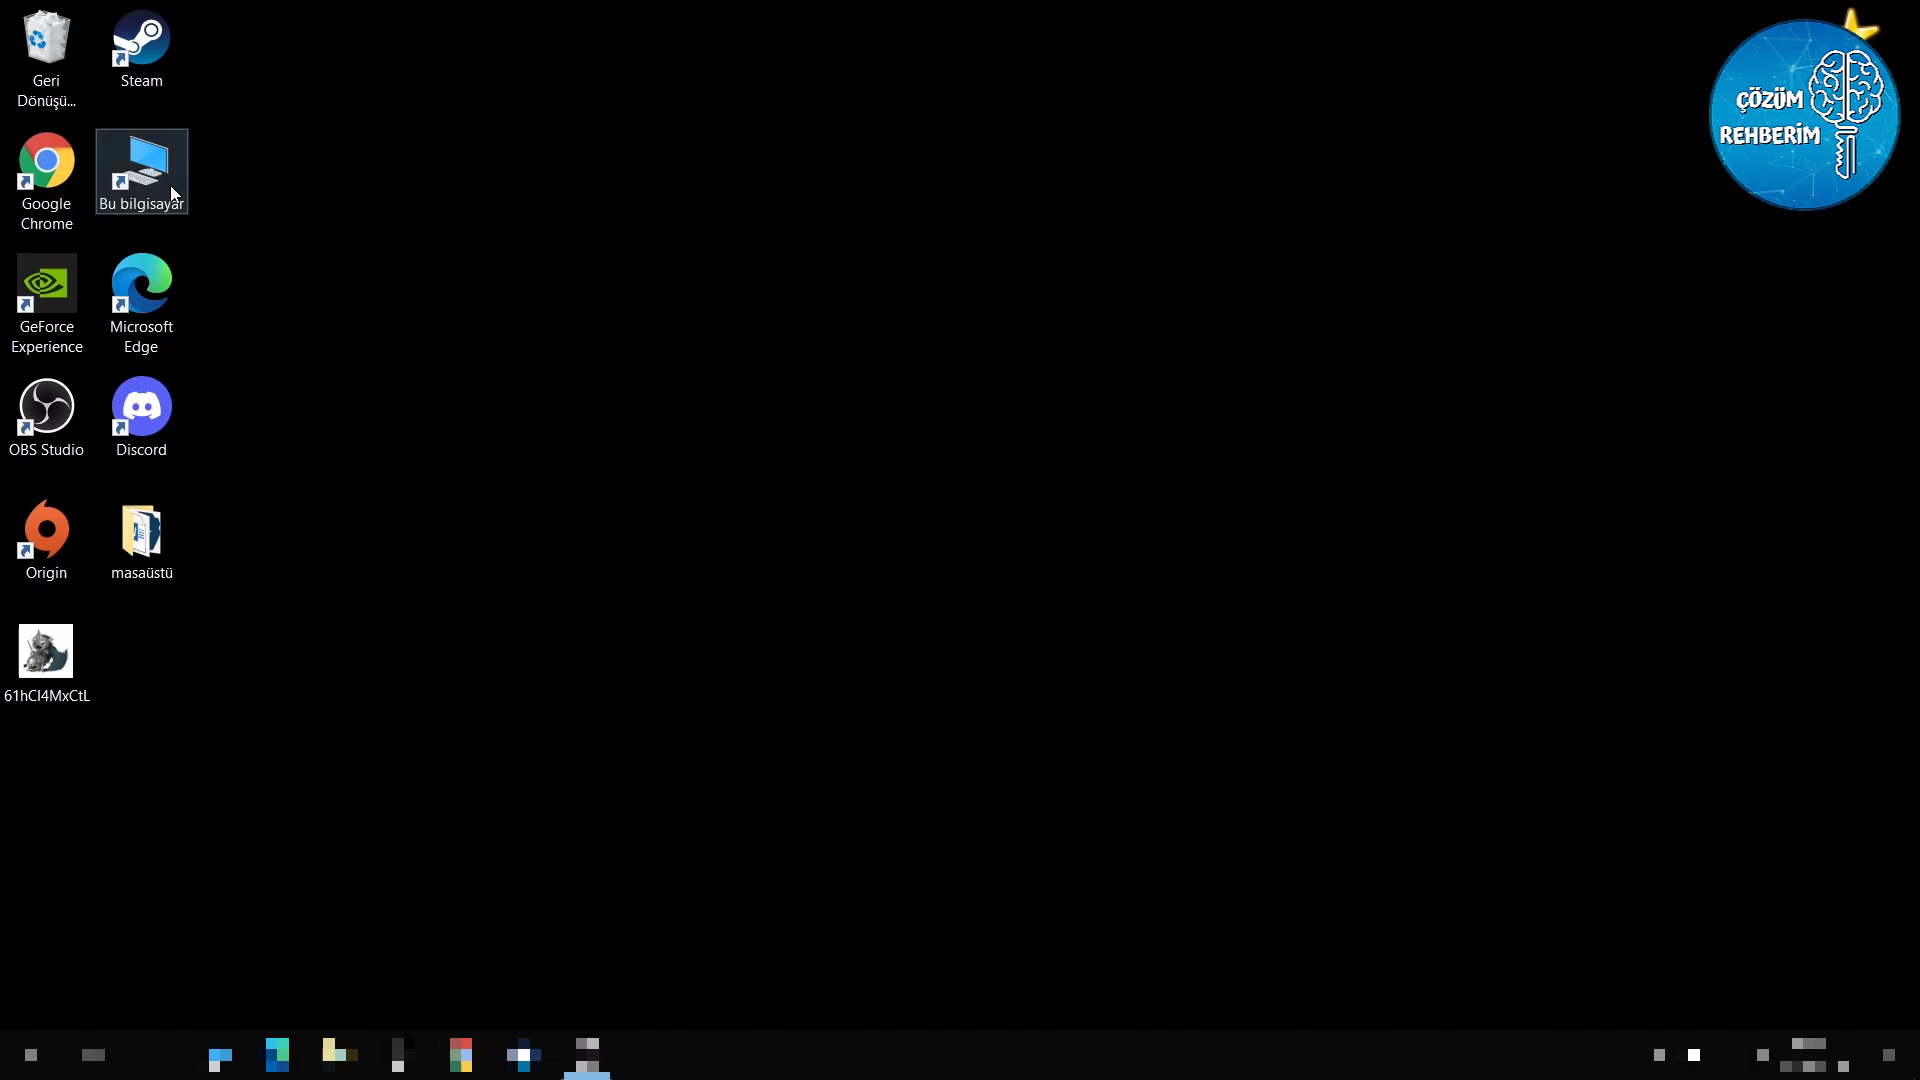 Geri
Dönüşü...
Steam
Google
Chrome
Bu bilgisayar
GeForce
Experience
Microsoft
Edge
OBS Studio
Discord
Origin
masaüstü
61hCl4MxCtL
ÇÖZÜM
REHBERİM